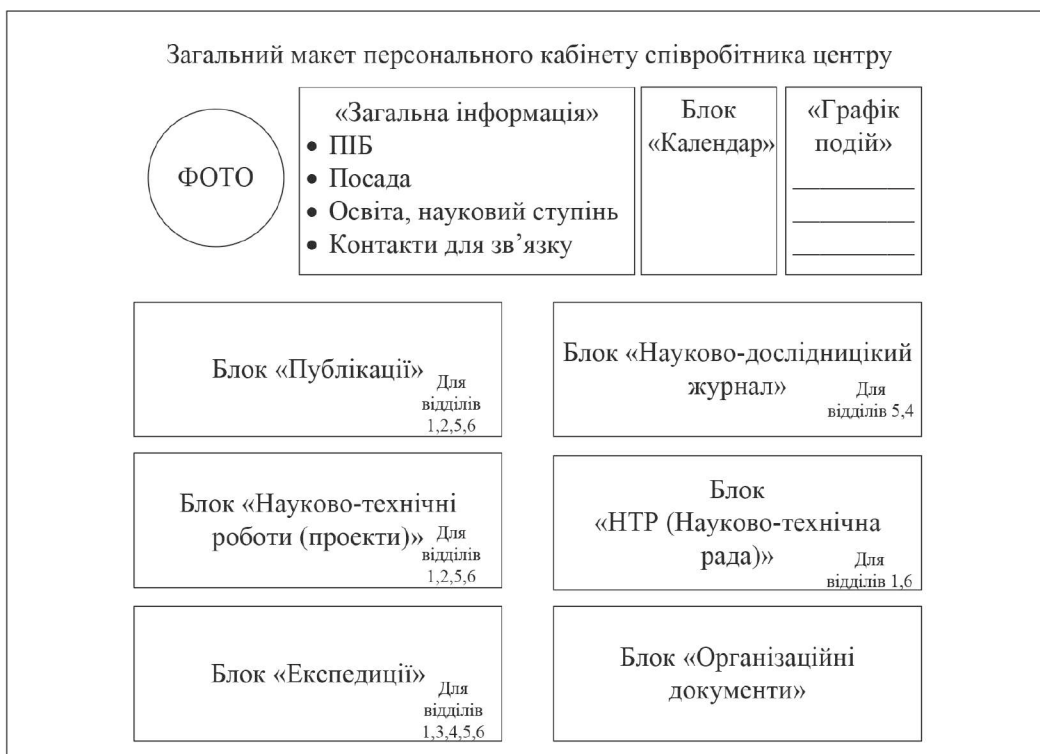 Загальний макет персонального кабінету співробітника центру
ФОТО
«Загальна інформація»
• ПІБ
• Посада
• Освіта, науковий ступінь
• Контакти для зв’язку
Блок
«Календар»
«Графік
подій»
Блок «Публікації»
Для
відділів
1,2,5,6
Блок «Науково-дослідницікий
журнал»
Для
відділів 5,4
Блок «Науково-технічні
роботи (проекти)»
Для
відділів
1,2,5,6
Блок
«НТР (Науково-технічна
рада)»
Для
відділів 1,6
Блок «Експедиції»
Для
відділів
1,3,4,5,6
Блок «Організаційні
документи»